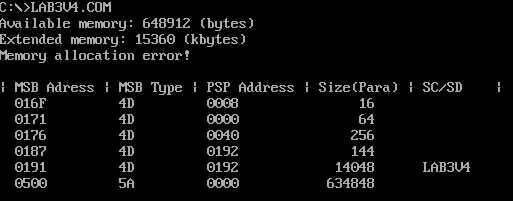 C:\>LAB3V4.COM
Available memory: 648912 (bytes)
Extended memory: 15360 (kbytes)
Memory allocation error!
| MSB Adress | MSB Type | PSP Address | Size(Para) | SC/SD |
016F 4D 0008 16
0171 4D 0000 64
0176 4D 0040 256
0187 4D 0192 144
0191 4D 0192 14048 LAB3V4
0500 5A 0000 634848